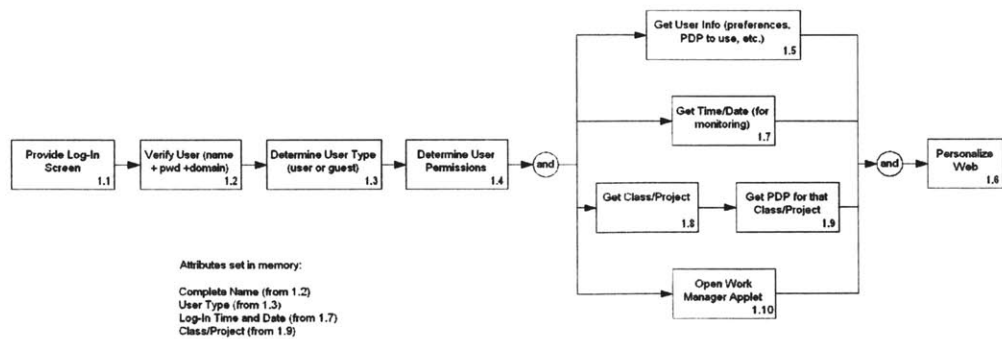 Get User Info (preferences,
PDP to use, etc.)
1.5
Get Time/Date (for
monitoring)
1.7
Provide Log-In
Screen
1.1
Verify User (name
+ pwd +domain)
1.2
Determine User Type
(user or guest)
1.3
Determine User
Permissions
1.4
and
and
Personalize
Web
1.6
Get Class/Project
1.8
Get PDP for that
Class/Project
1.9
Open Work
Manager Applet
1.10
Attributes set in memory:
Complete Name (from 1.2)
User Type (from 1.3)
Log-In Time and Date (from 1.7)
Class/Project (from 1.9)